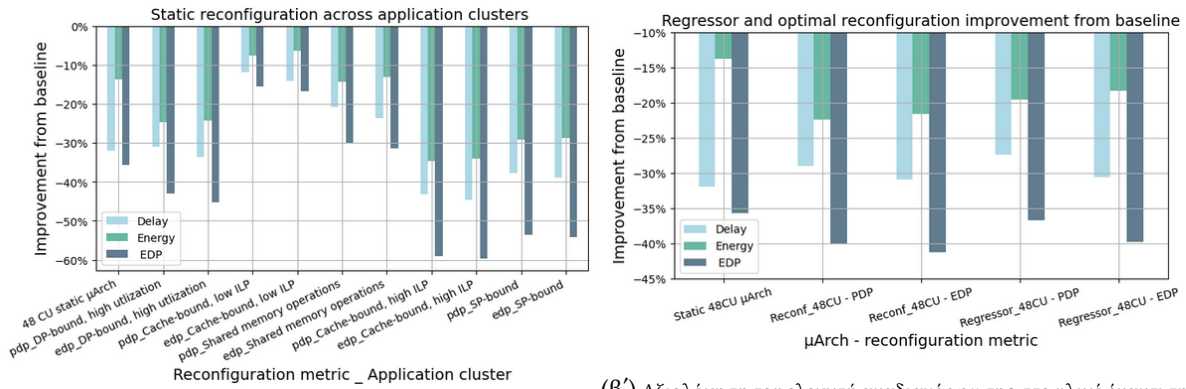 Static reconfiguration across application clusters
0%
−10%
−20%
−30%
−40%
−50%
−60%
Improvement from baseline
Delay
Energy
EDP
48 CU static μArch
pdp_DP-bound, high utlization
edp_DP-bound, high utlization
pdp_Cache-bound, low ILP
edp_Cache-bound, low ILP
pdp_Shared memory operations
edp_Shared memory operations
pdp_Cache-bound, high ILP
edp_Cache-bound, high ILP
pdp_SP-bound
edp_SP-bound
Reconfiguration metric _ Application cluster
Regressor and optimal reconfiguration improvement from baseline
−10%
−15%
−20%
−25%
−30%
−35%
−40%
−45%
Improvement from baseline
Delay
Energy
EDP
Static 48CU μArch
Reconf_48CU - PDP
Reconf_48CU - EDP
Regressor_48CU - PDP
Regressor_48CU - EDP
μArch - reconfiguration metric
(β′)